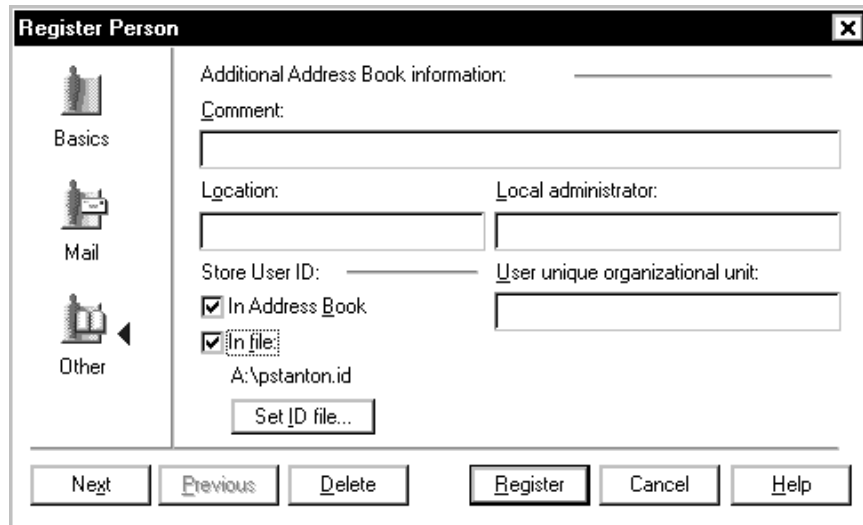 Register Person
Basics
Mail
Other
Additional Address Book information:
Comment:
Location:
Local administrator:
Store User ID:
User unique organizational unit:
In Address Book
In file:
A:\pstanton.id
Set ID file...
Next
Previous
Delete
Register
Cancel
Help